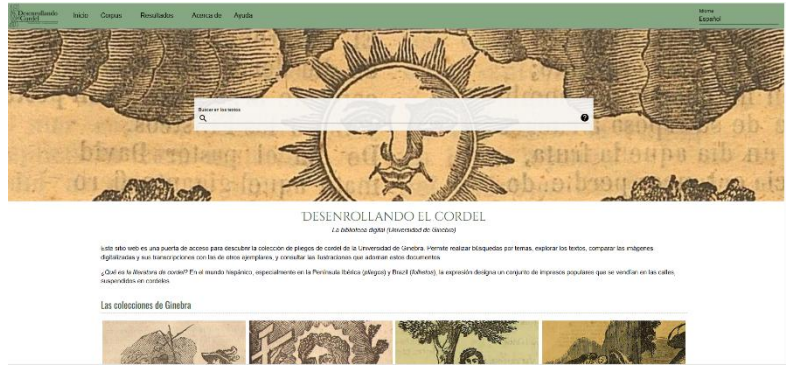 Desenrollando
el Cordel
Inicio Corpus Resultados Acerca de Ayuda
Idioma
Español
Buscar en los textos
DESENROLLANDO EL CORDEL
La biblioteca digital (Universidad de Ginebra)
Este sitio web es una puerta de acceso para descubrir la colección de pliegos de cordel de la Universidad de Ginebra. Permite realizar búsquedas por temas, explorar los textos, comparar las imágenes
digitalizadas y sus transcripciones con las de otros ejemplares, y consultar las ilustraciones que adornan estos documentos.
¿Qué es la literatura de cordel? En el mundo hispánico, especialmente en la Península Ibérica (pliegos) y Brazil (folhetos), la expresión designa un conjunto de impresos populares que se vendían en las calles,
suspendidos en cordeles.
Las colecciones de Ginebra